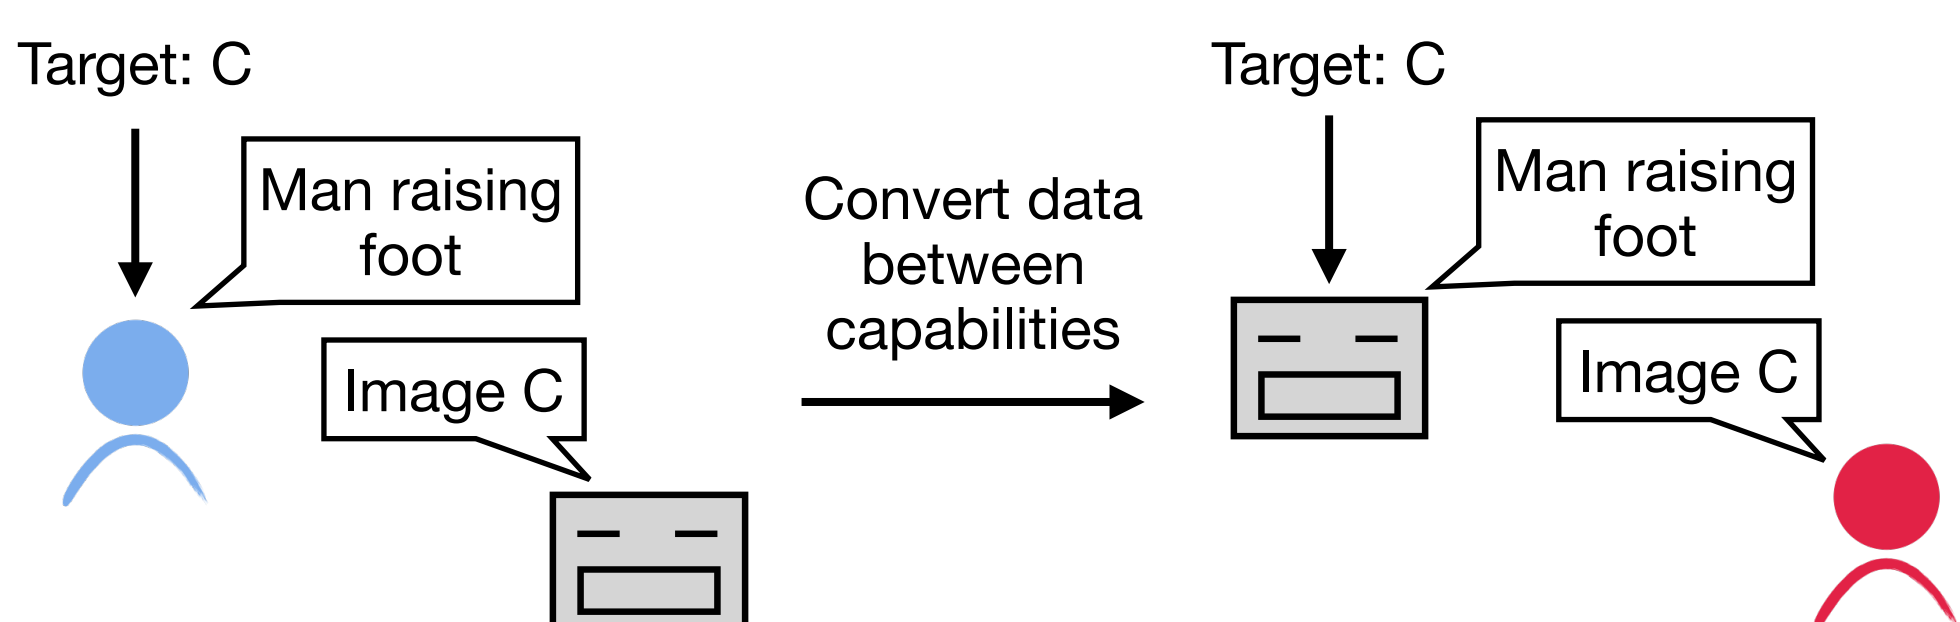 Target: C
Man raising
foot
Image C
Convert data
between
capabilities
Target: C
Man raising
foot
Image C